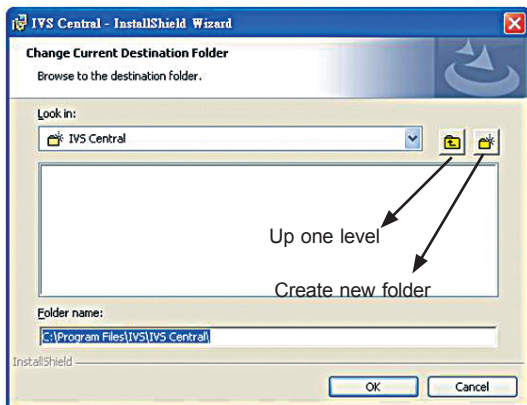 IVS Central - InstallShield Wizard
Change Current Destination Folder
Browse to the destination folder.
Look in:
IVS Central
Up one level
Create new folder
Folder name:
C:\Program Files\IVS\IVS Central\
InstallShield
OK
Cancel